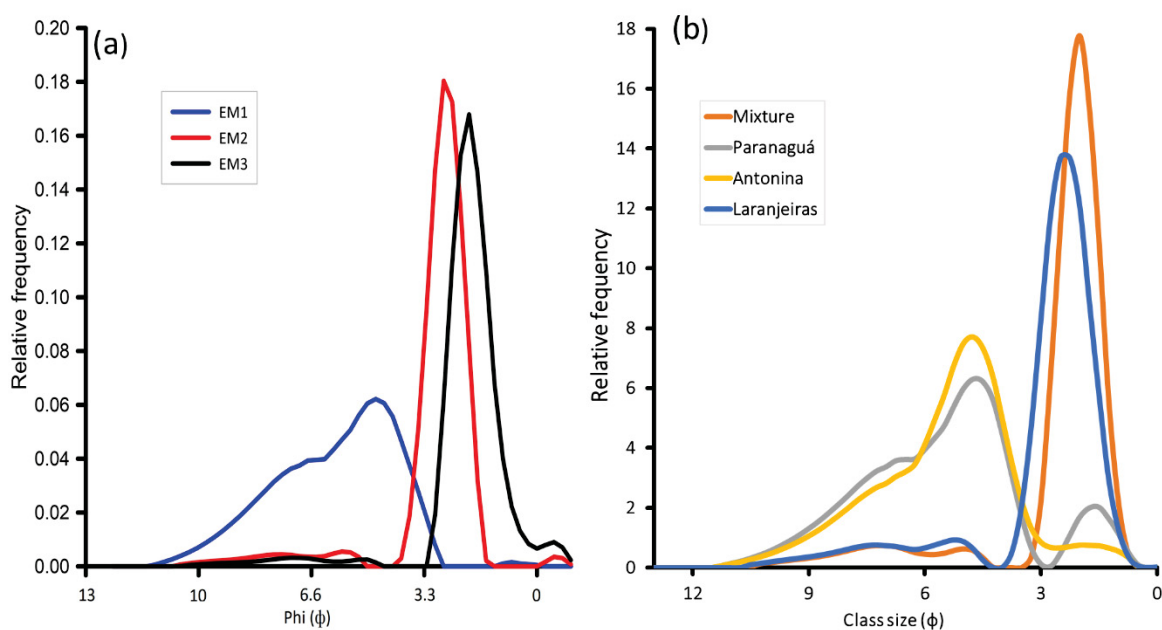 (a)
0.20
0.18
0.16
0.14
0.12
0.10
0.08
0.06
0.04
0.02
0.00
Relative frequency
EM1
EM2
EM3
13 10 6.6 3.3 0
Phi (ϕ)
(b)
18
16
14
12
10
8
6
4
2
0
Relative fequency
Mixture
Paranaguá
Antonina
Laranjeiras
12 9 6 3 0
Class size (ϕ)